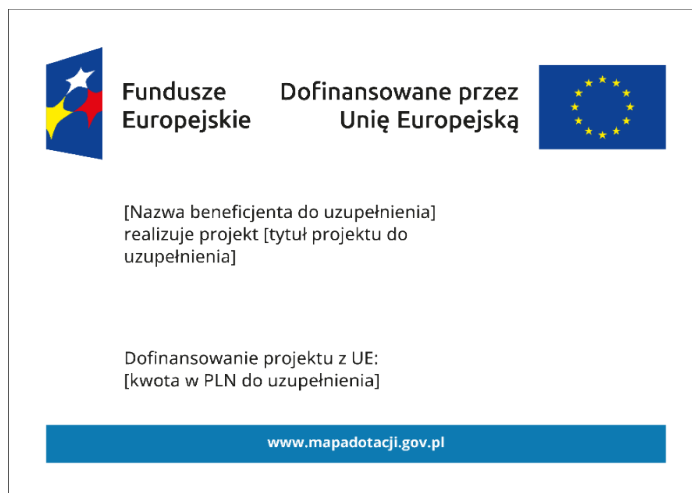 Fundusze
Europejskie
Dofinansowane przez
Unię Europejską
[Nazwa beneficjenta do uzupełnienia]
realizuje projekt [tytuł projektu do
uzupełnienia]
Dofinansowanie projektu z UE:
[kwota w PLN do uzupełnienia]
www.mapadotacji.gov.pl